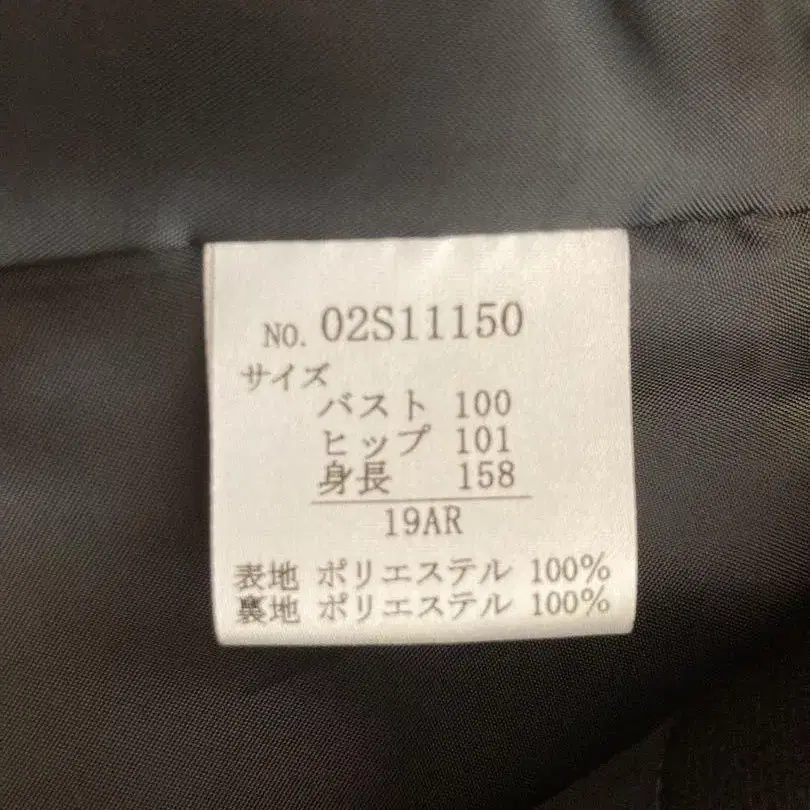 NO. 02S11150
サイズ
バスト 100
ヒップ 101
身長 158
19AR
表地 ポリエステル 100%
裏地 ポリエステル 100%